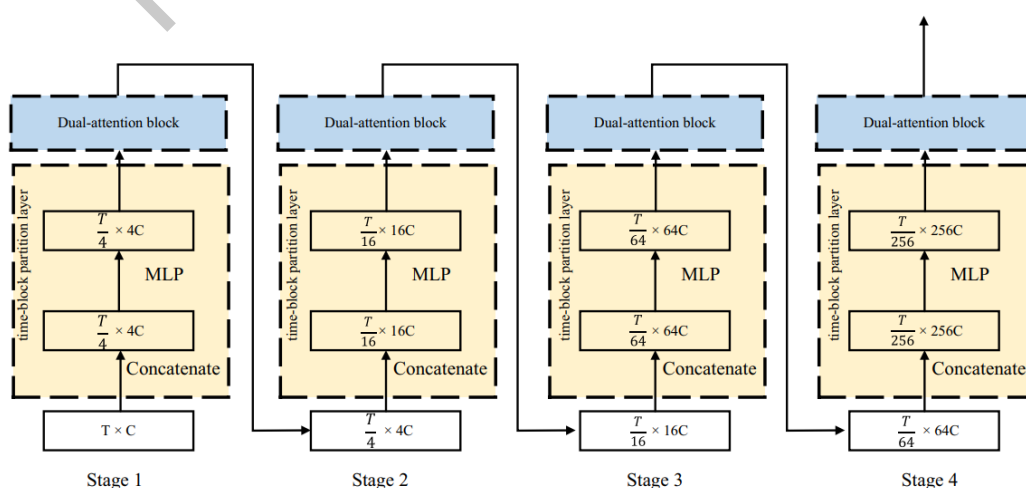 Dual-attention block
time-block partition layer
T/4 × 4C
MLP
T/4 × 4C
Concatenate
T × C
Stage 1
Dual-attention block
time-block partition layer
T/16 × 16C
MLP
T/16 × 16C
Concatenate
T/4 × 4C
Stage 2
Dual-attention block
time-block partition layer
T/64 × 64C
MLP
T/64 × 64C
Concatenate
T/16 × 16C
Stage 3
Dual-attention block
time-block partition layer
T/256 × 256C
MLP
T/256 × 256C
Concatenate
T/64 × 64C
Stage 4